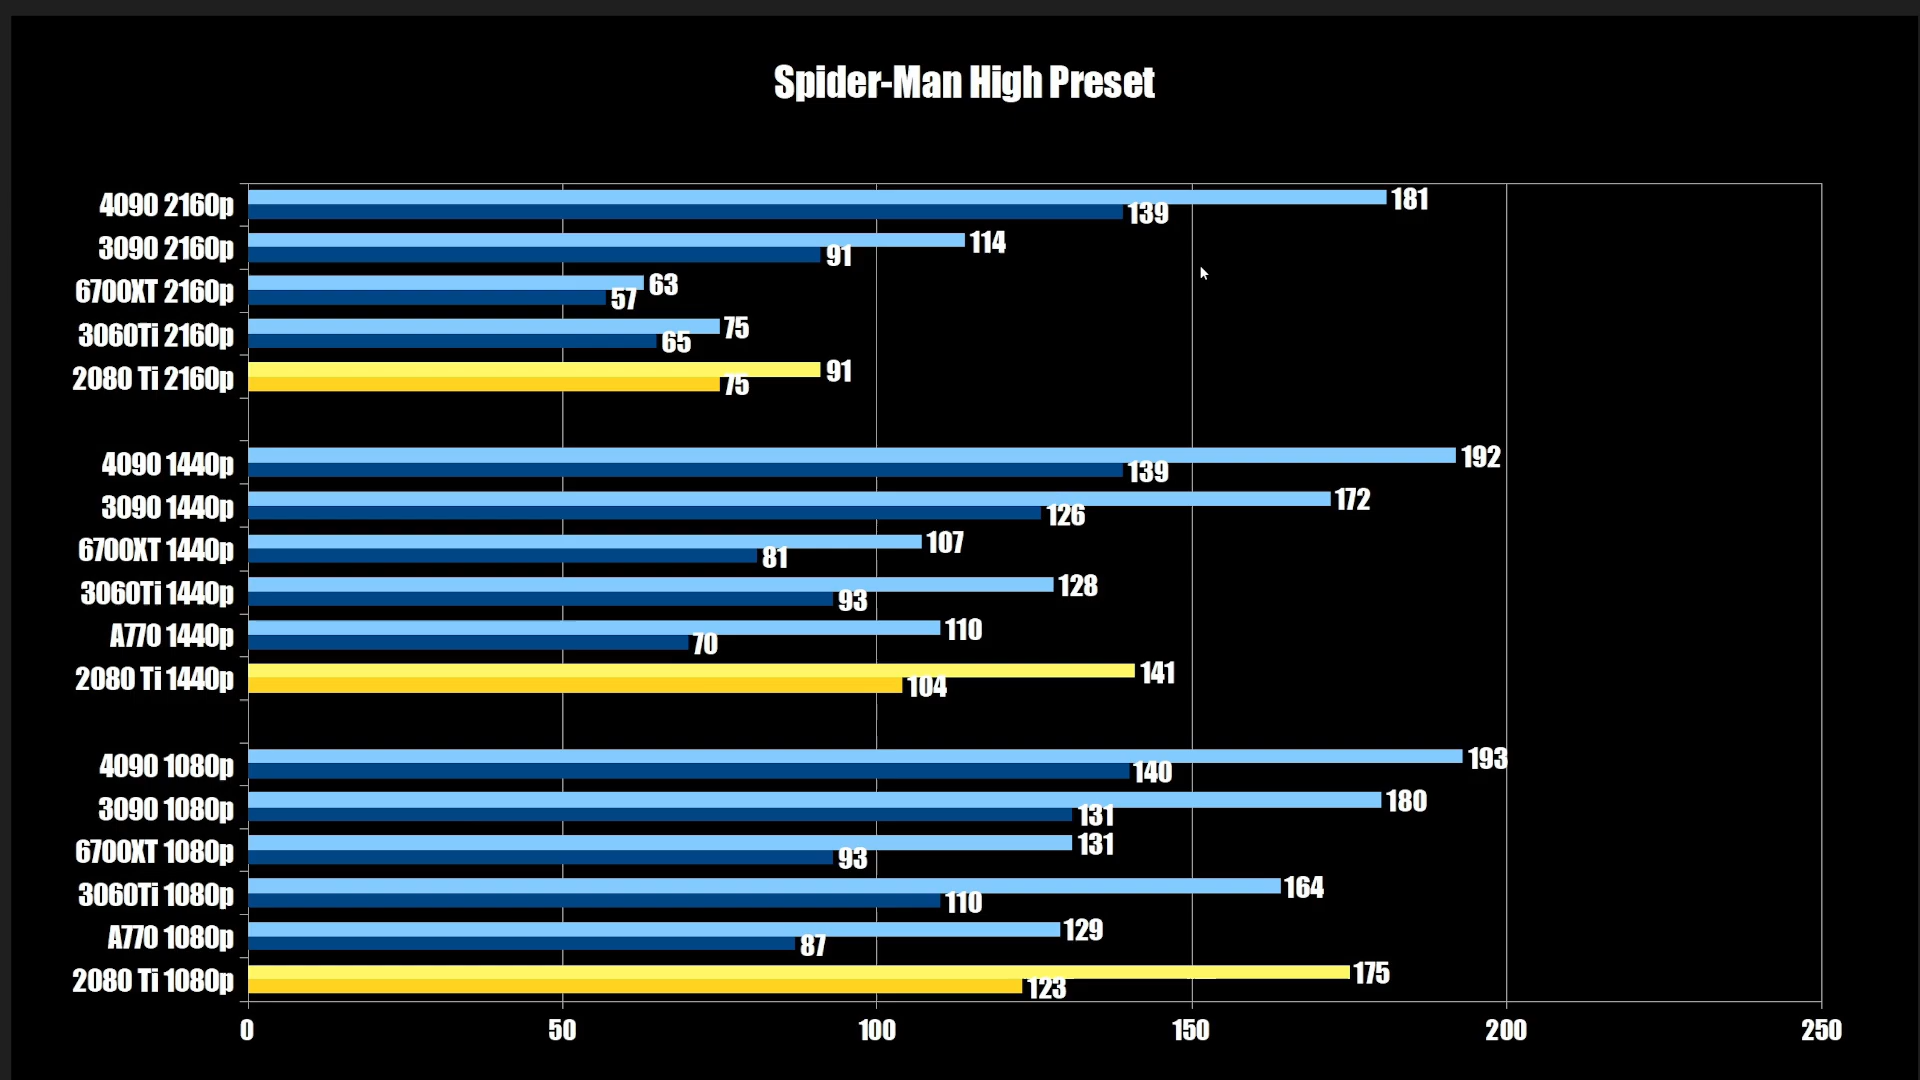 Spider-Man High Preset
4090 2160p 181
139
3090 2160p 114
91
6700XT 2160p 63
57
3060Ti 2160p 75
65
2080 Ti 2160p 91
75
4090 1440p 192
139
3090 1440p 172
126
6700XT 1440p 107
81
3060Ti 1440p 128
93
A770 1440p 110
70
2080 Ti 1440p 141
104
4090 1080p 193
140
3090 1080p 180
131
6700XT 1080p 131
93
3060Ti 1080p 164
110
A770 1080p 129
87
2080 Ti 1080p 175
123
0 50 100 150 200 250